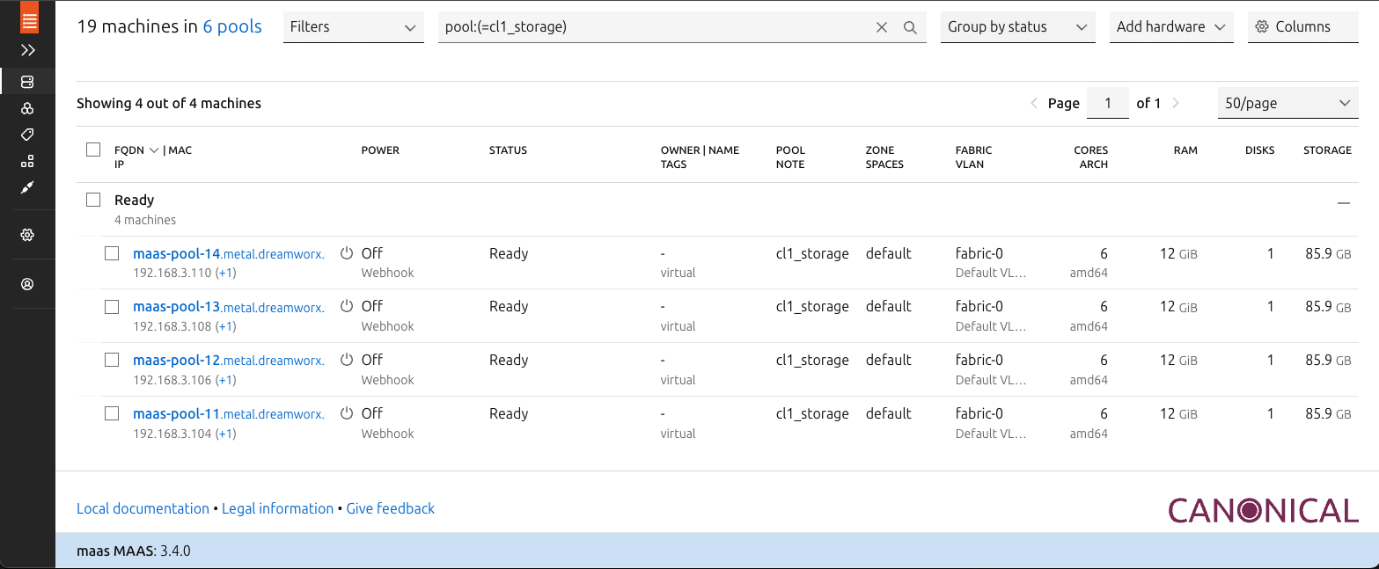 19 machines in 6 pools Filters pool:(=cl1_storage) Group by status Add hardware Columns
Showing 4 out of 4 machines Page 1 of 1 50/page
FQDN | MAC POWER STATUS OWNER | NAME POOL ZONE FABRIC CORES RAM DISKS STORAGE
IP TAGS NOTE SPACES VLAN ARCH
Ready
4 machines
maas-pool-14.metal.dreamworx. Off Ready - cl1_storage default fabric-0 6 12 GiB 1 85.9 GB
192.168.3.110 (+1) Webhook virtual Default VL... amd64
maas-pool-13.metal.dreamworx. Off Ready - cl1_storage default fabric-0 6 12 GiB 1 85.9 GB
192.168.3.108 (+1) Webhook virtual Default VL... amd64
maas-pool-12.metal.dreamworx. Off Ready - cl1_storage default fabric-0 6 12 GiB 1 85.9 GB
192.168.3.106 (+1) Webhook virtual Default VL... amd64
maas-pool-11.metal.dreamworx. Off Ready - cl1_storage default fabric-0 6 12 GiB 1 85.9 GB
192.168.3.104 (+1) Webhook virtual Default VL... amd64
Local documentation • Legal information • Give feedback CANONICAL
maas MAAS: 3.4.0